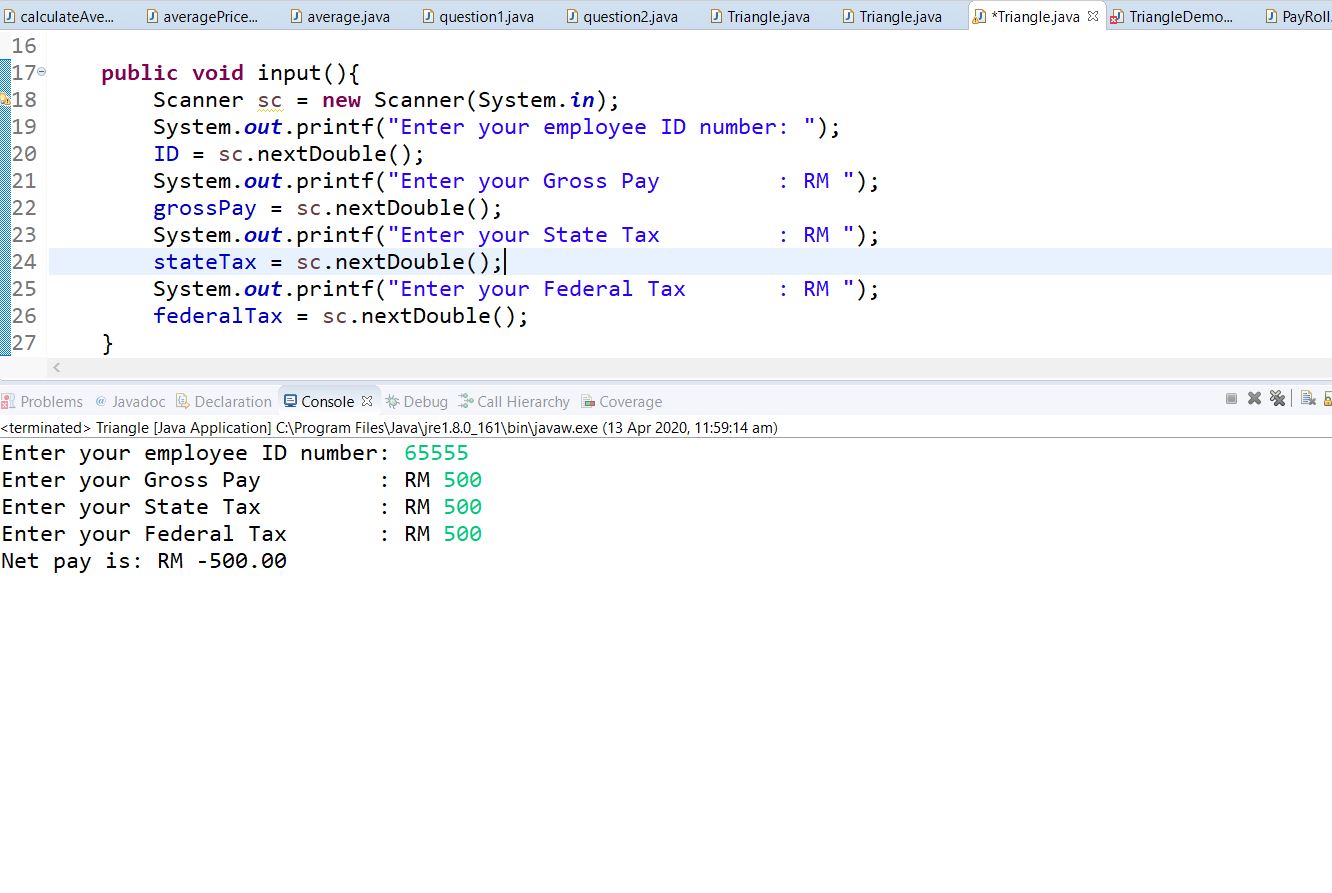 calculateAve... averagePrice... average.java question1.java question2.java Triangle.java Triangle.java *Triangle.java TriangleDemo... PayRoll.
16
17 public void input(){
18 Scanner sc = new Scanner(System.in);
19 System.out.printf("Enter your employee ID number: ");
20 ID = sc.nextDouble();
21 System.out.printf("Enter your Gross Pay         : RM ");
22 grossPay = sc.nextDouble();
23 System.out.printf("Enter your State Tax         : RM ");
24 stateTax = sc.nextDouble();
25 System.out.printf("Enter your Federal Tax       : RM ");
26 federalTax = sc.nextDouble();
27 }
Problems @ Javadoc Declaration Console Debug Call Hierarchy Coverage
<terminated> Triangle [Java Application] C:\Program Files\Java\jre1.8.0_161\bin\javaw.exe (13 Apr 2020, 11:59:14 am)
Enter your employee ID number: 65555
Enter your Gross Pay         : RM 500
Enter your State Tax         : RM 500
Enter your Federal Tax       : RM 500
Net pay is: RM -500.00